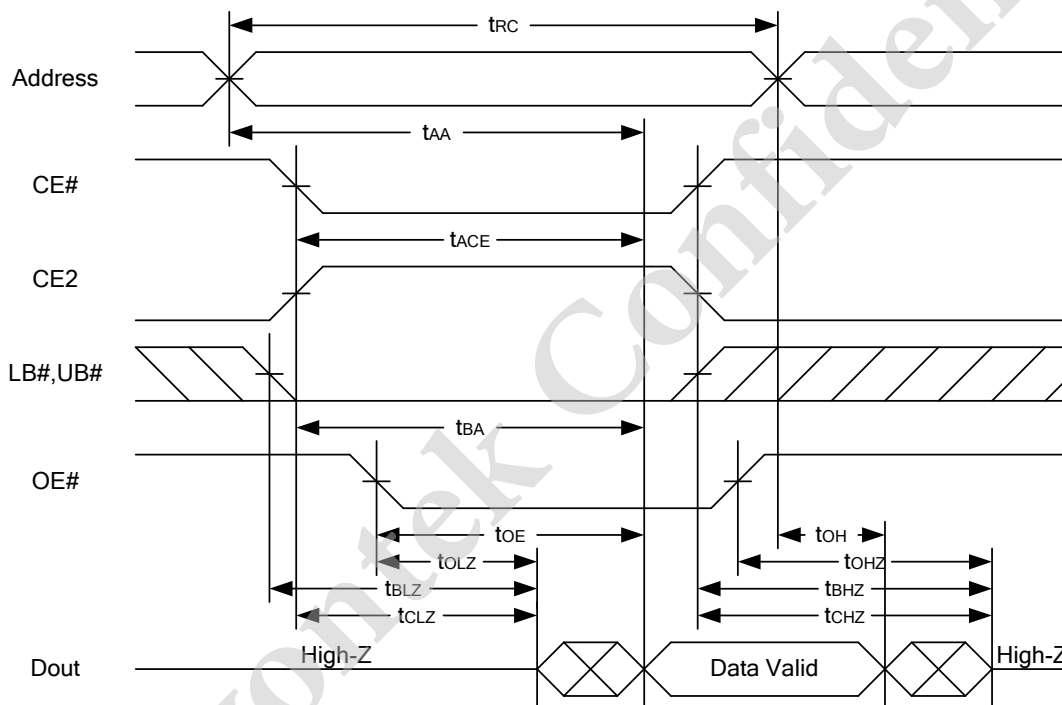 tRC
Address
tAA
CE#
tACE
CE2
LB#,UB#
tBA
OE#
tOE
tOH
tOLZ
tOHZ
tBLZ
tBHZ
tCLZ
tCHZ
High-Z
Dout
Data Valid
High-Z